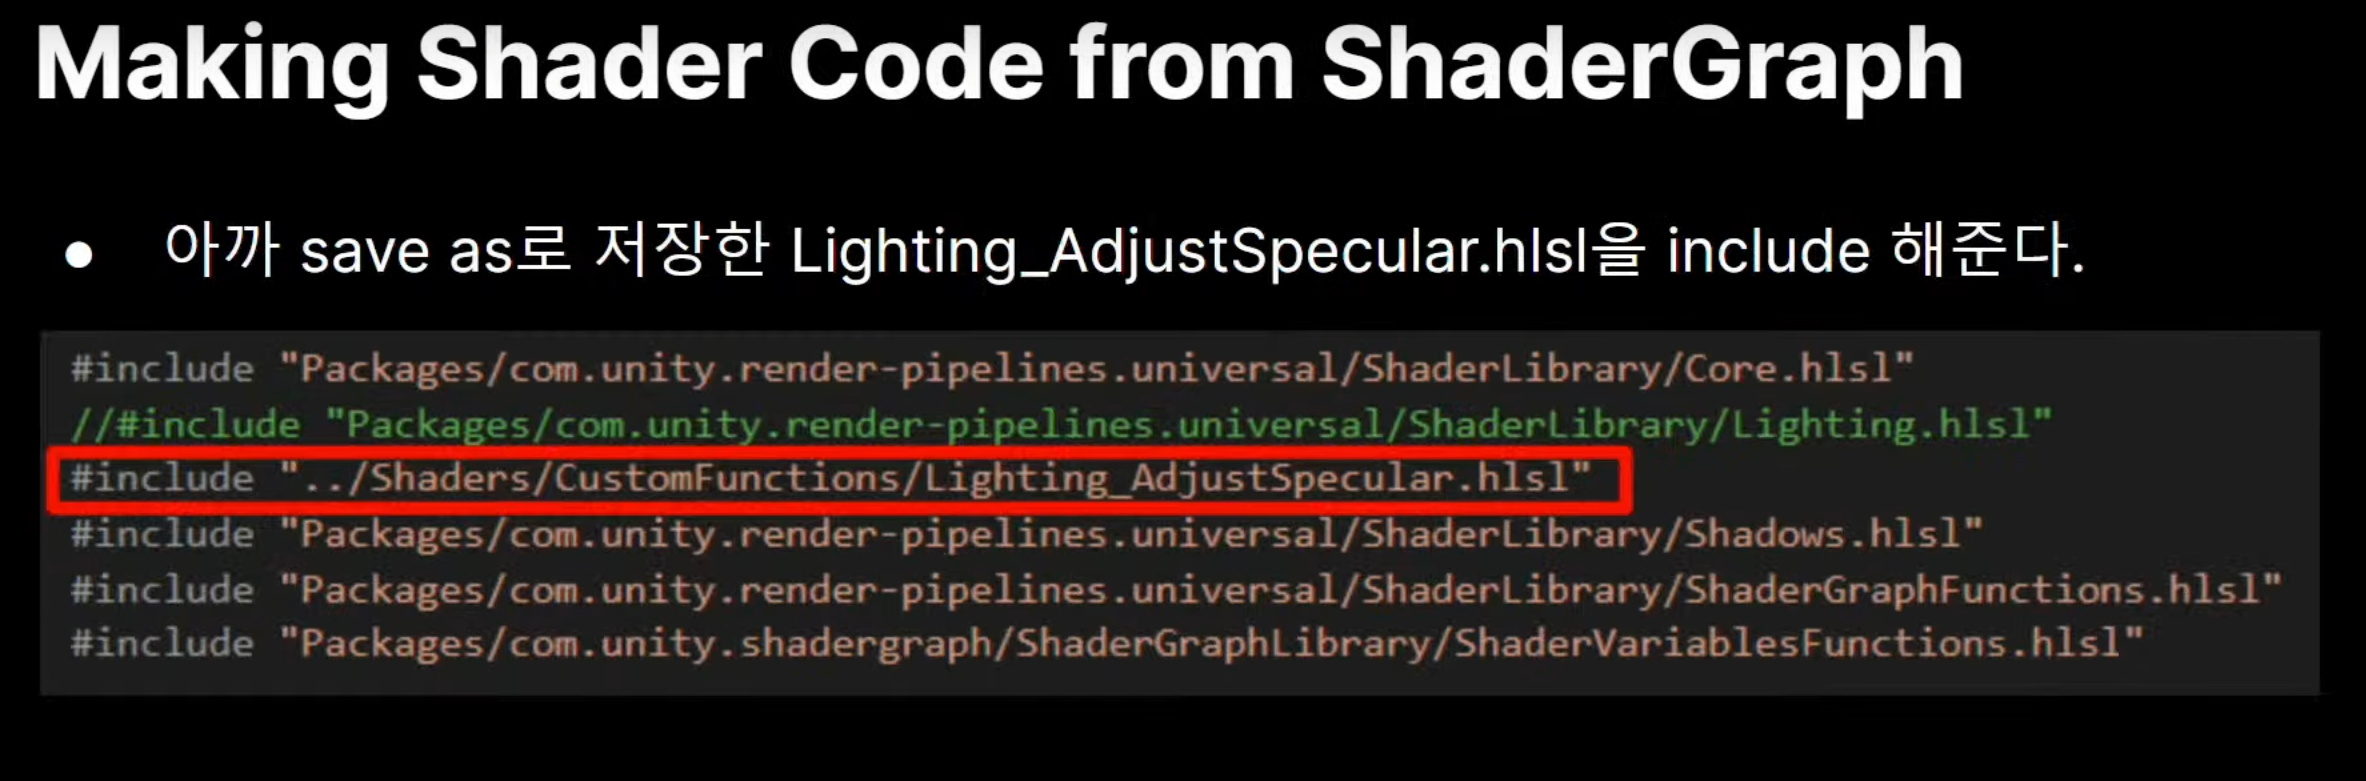 Making Shader Code from ShaderGraph
● 아까 save as로 저장한 Lighting_AdjustSpecular.hlsl을 include 해준다.
#include "Packages/com.unity.render-pipelines.universal/ShaderLibrary/Core.hlsl"
//#include "Packages/com.unity.render-pipelines.universal/ShaderLibrary/Lighting.hlsl"
#include "../Shaders/CustomFunctions/Lighting_AdjustSpecular.hlsl"
#include "Packages/com.unity.render-pipelines.universal/ShaderLibrary/Shadows.hlsl"
#include "Packages/com.unity.render-pipelines.universal/ShaderLibrary/ShaderGraphFunctions.hlsl"
#include "Packages/com.unity.shadergraph/ShaderGraphLibrary/ShaderVariablesFunctions.hlsl"